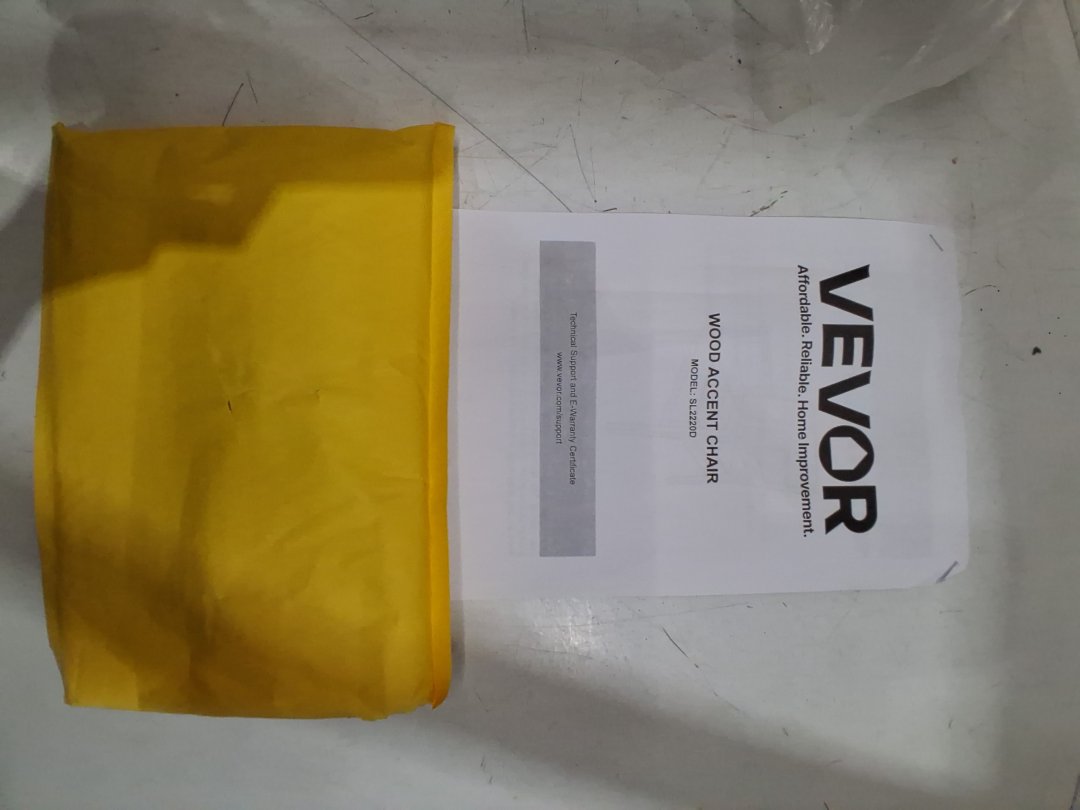 VEVOR
Affordable. Reliable. Home Improvement.
WOOD ACCENT CHAIR
MODEL: SL2220D
Technical Support and E-Warranty Certificate
www.vevor.com/support